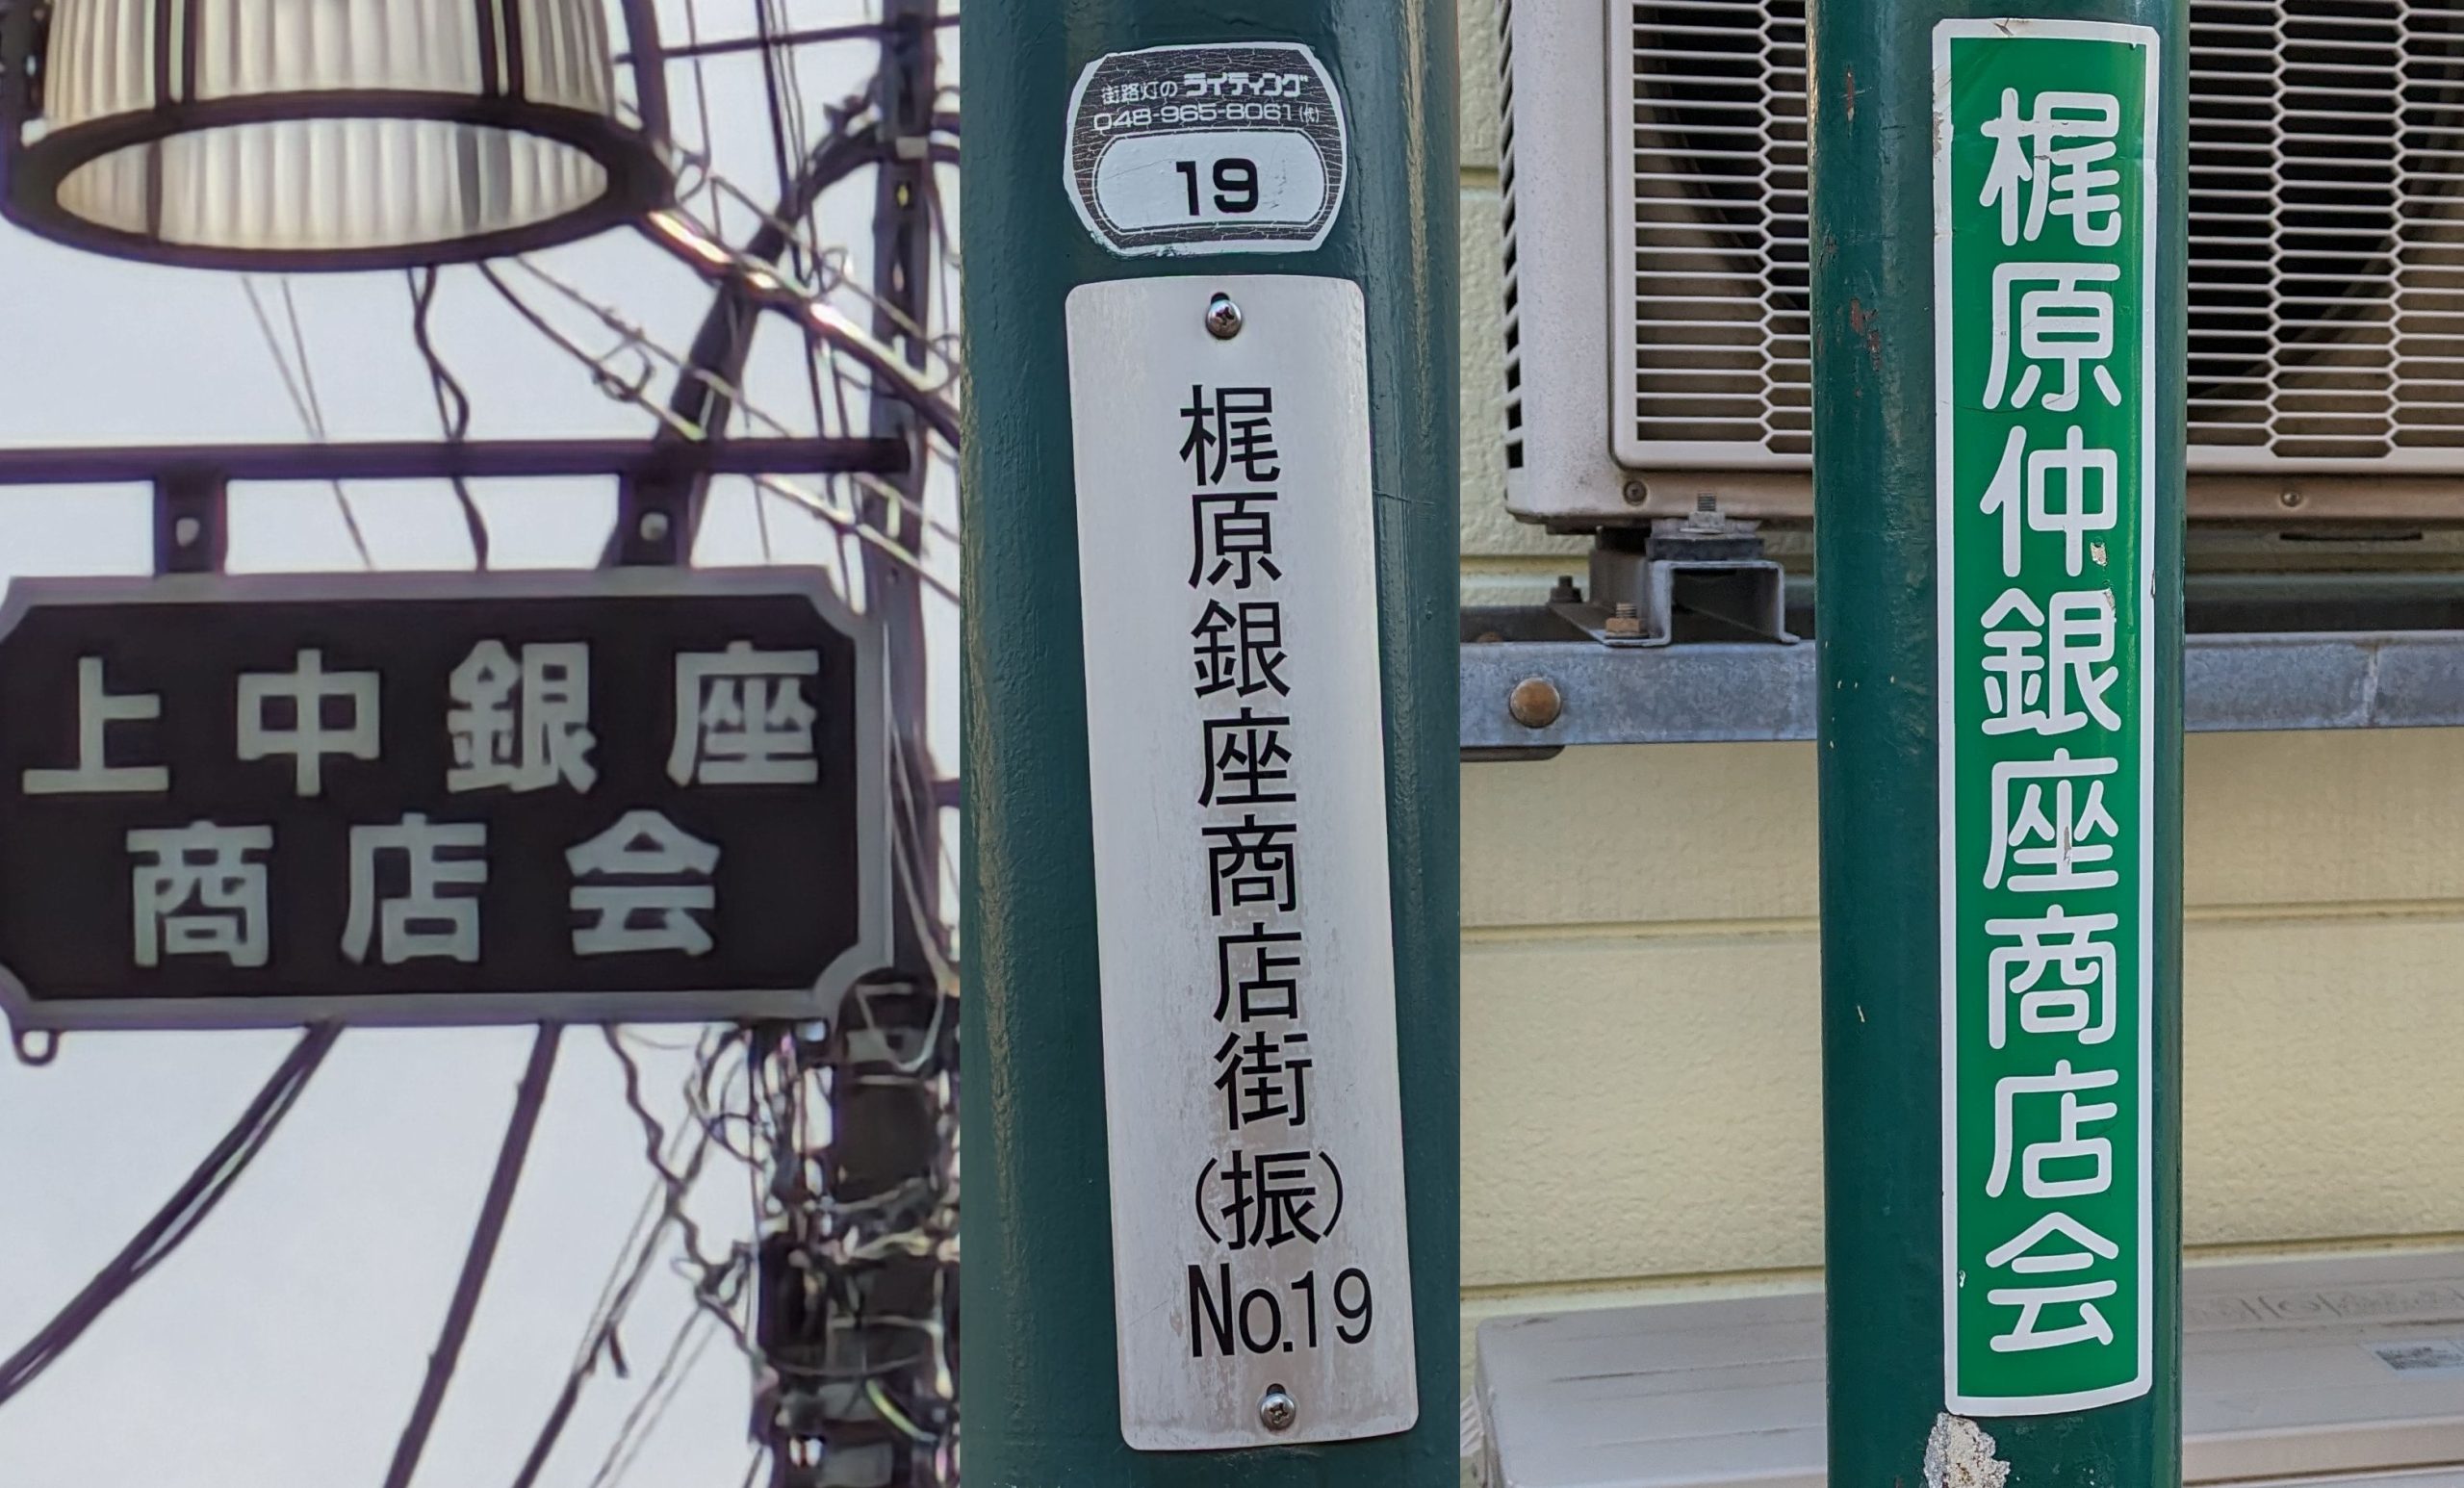 上中銀座
商店会
街路灯のライティング
048-965-8061(代)
19
梶原銀座商店街(振)
No.19
梶原仲銀座商店会